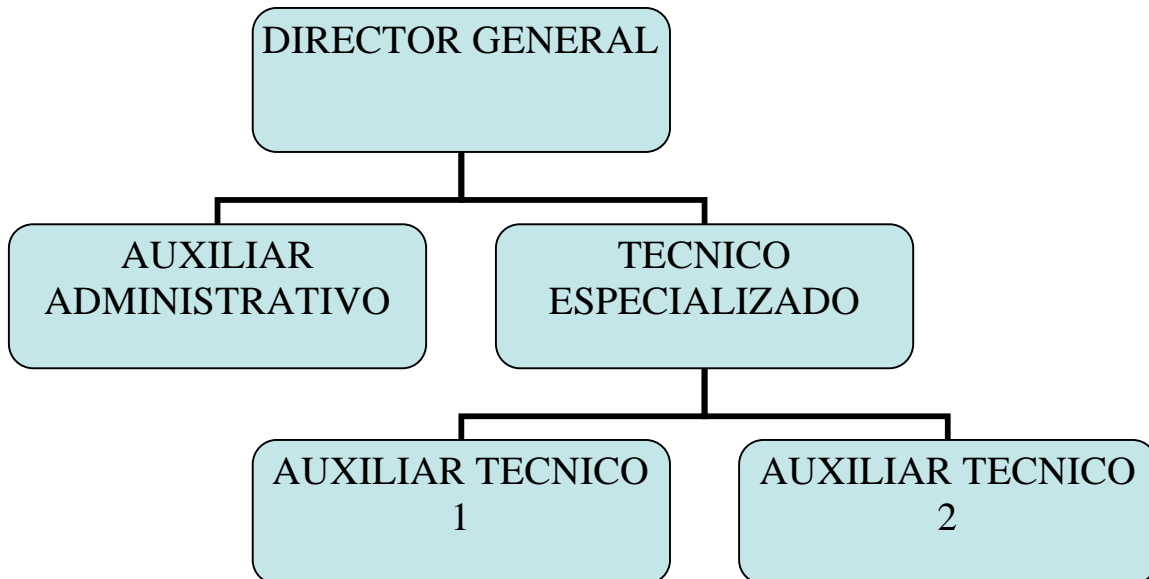 DIRECTOR GENERAL
AUXILIAR
ADMINISTRATIVO
TECNICO
ESPECIALIZADO
AUXILIAR TECNICO
1
AUXILIAR TECNICO
2